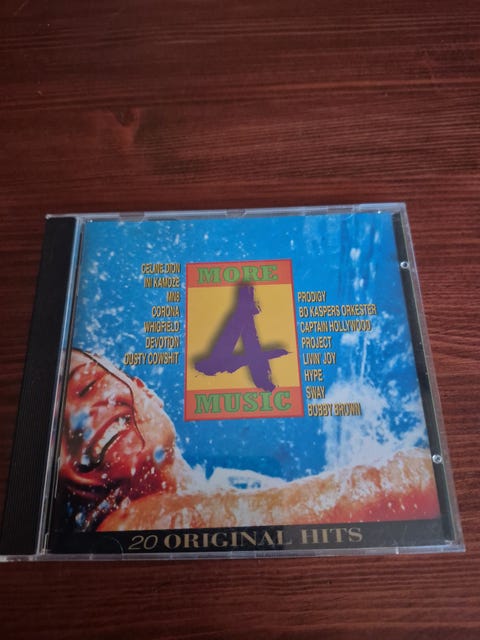 MORE
4
MUSIC
CELINE DION
INI KAMOZE
MN8
CORONA
WHIGFIELD
DEVOTION
DUSTY COWSHIT
PRODIGY
BO KASPERS ORKESTER
CAPTAIN HOLLYWOOD
PROJECT
LIVIN' JOY
HYPE
SWAY
BOBBY BROWN
20 ORIGINAL HITS